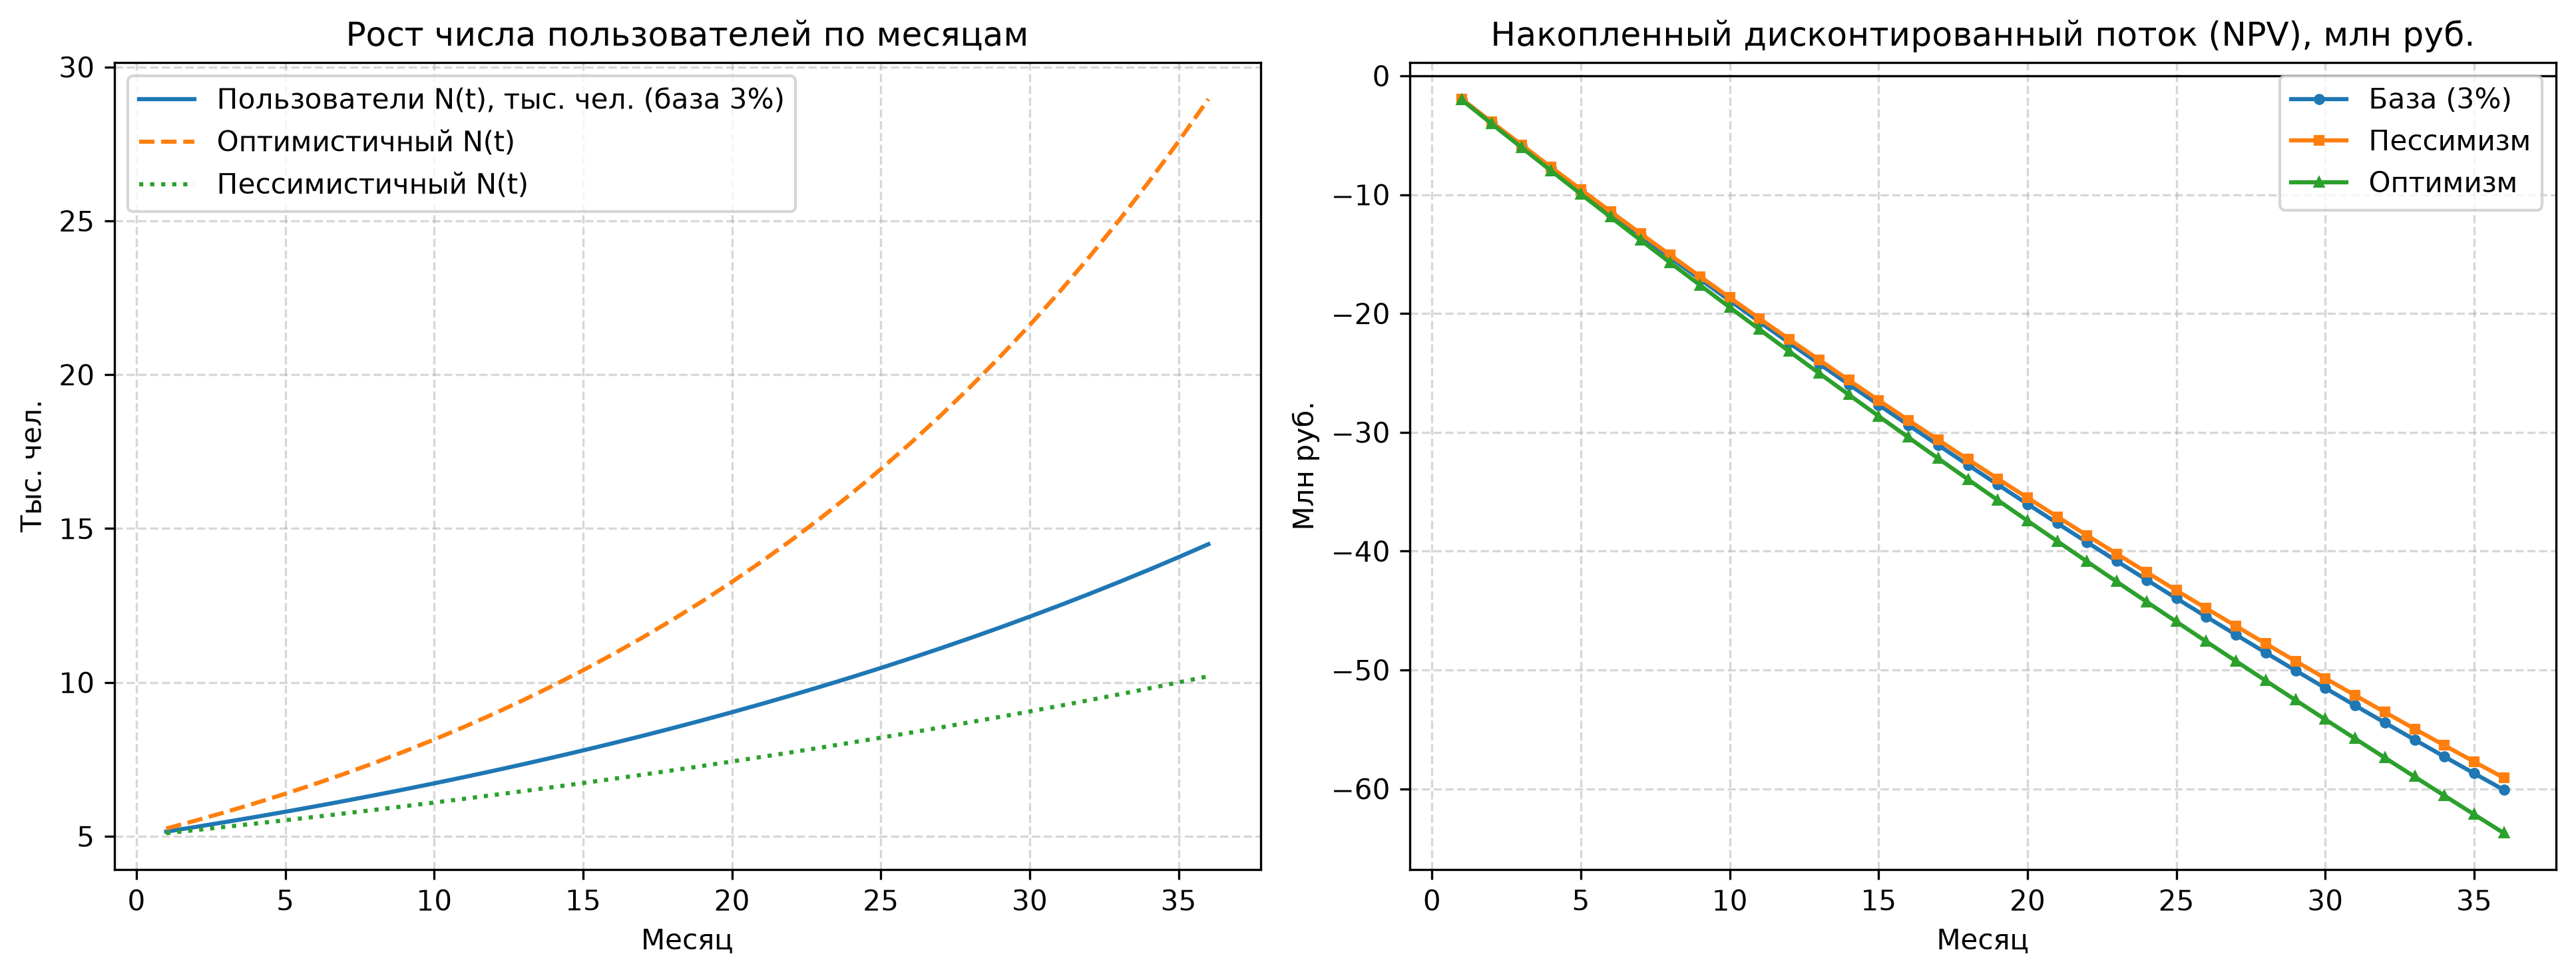 Рост числа пользователей по месяцам
30
25
20
15
10
5
Тыс. чел.
Пользователи N(t), тыс. чел. (база 3%)
Оптимистичный N(t)
Пессимистичный N(t)
0 5 10 15 20 25 30 35
Месяц
Накопленный дисконтированный поток (NPV), млн руб.
0
−10
−20
−30
−40
−50
−60
Млн руб.
База (3%)
Пессимизм
Оптимизм
0 5 10 15 20 25 30 35
Месяц